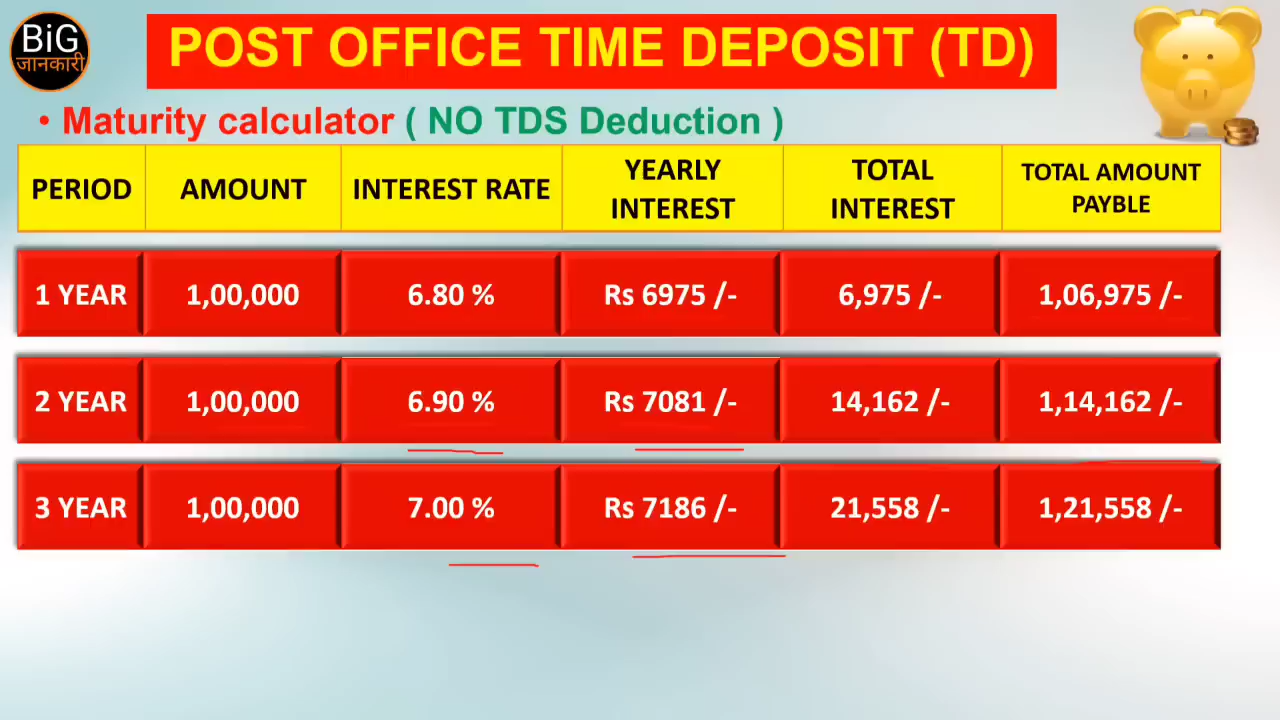 BiG
जानकारी
POST OFFICE TIME DEPOSIT (TD)
• Maturity calculator ( NO TDS Deduction )
PERIOD AMOUNT INTEREST RATE YEARLY INTEREST TOTAL INTEREST TOTAL AMOUNT PAYBLE
1 YEAR 1,00,000 6.80 % Rs 6975 /- 6,975 /- 1,06,975 /-
2 YEAR 1,00,000 6.90 % Rs 7081 /- 14,162 /- 1,14,162 /-
3 YEAR 1,00,000 7.00 % Rs 7186 /- 21,558 /- 1,21,558 /-